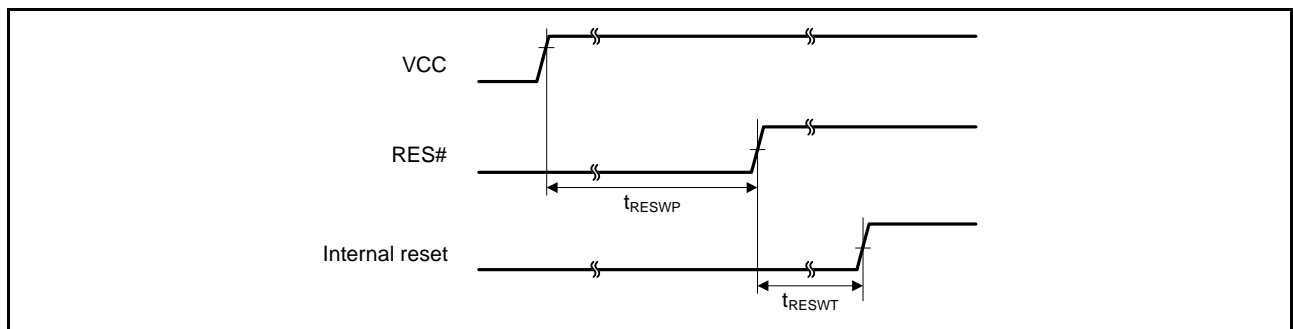 VCC
RES#
tRESWP
Internal reset
tRESWT